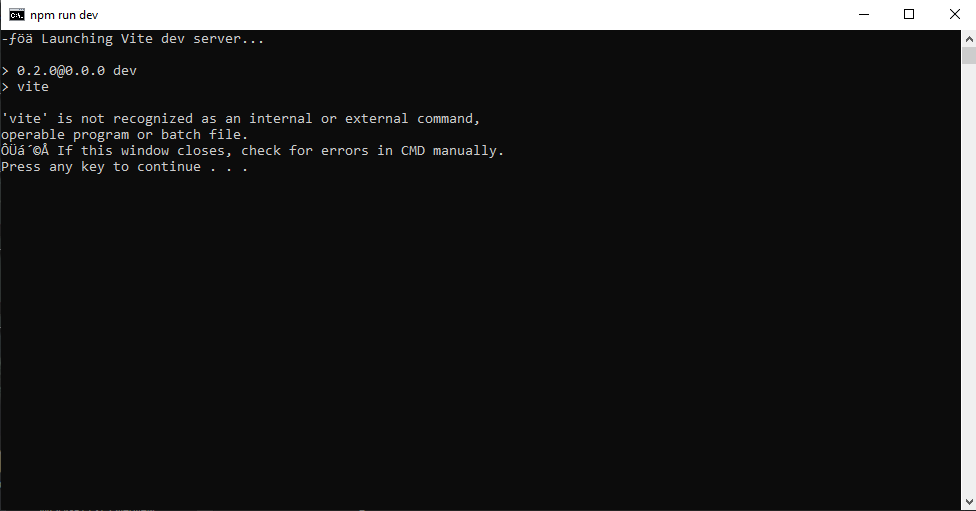 npm run dev
-ƒöä Launching Vite dev server...
> 0.2.0@0.0.0 dev
> vite
'vite' is not recognized as an internal or external command,
operable program or batch file.
ÔÜá´©Å If this window closes, check for errors in CMD manually.
Press any key to continue . . .